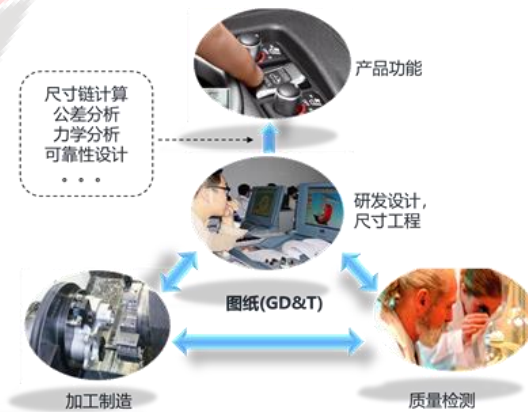 产品功能
尺寸链计算
公差分析
力学分析
可靠性设计
。。。
研发设计，
尺寸工程
图纸(GD&T)
加工制造
质量检测